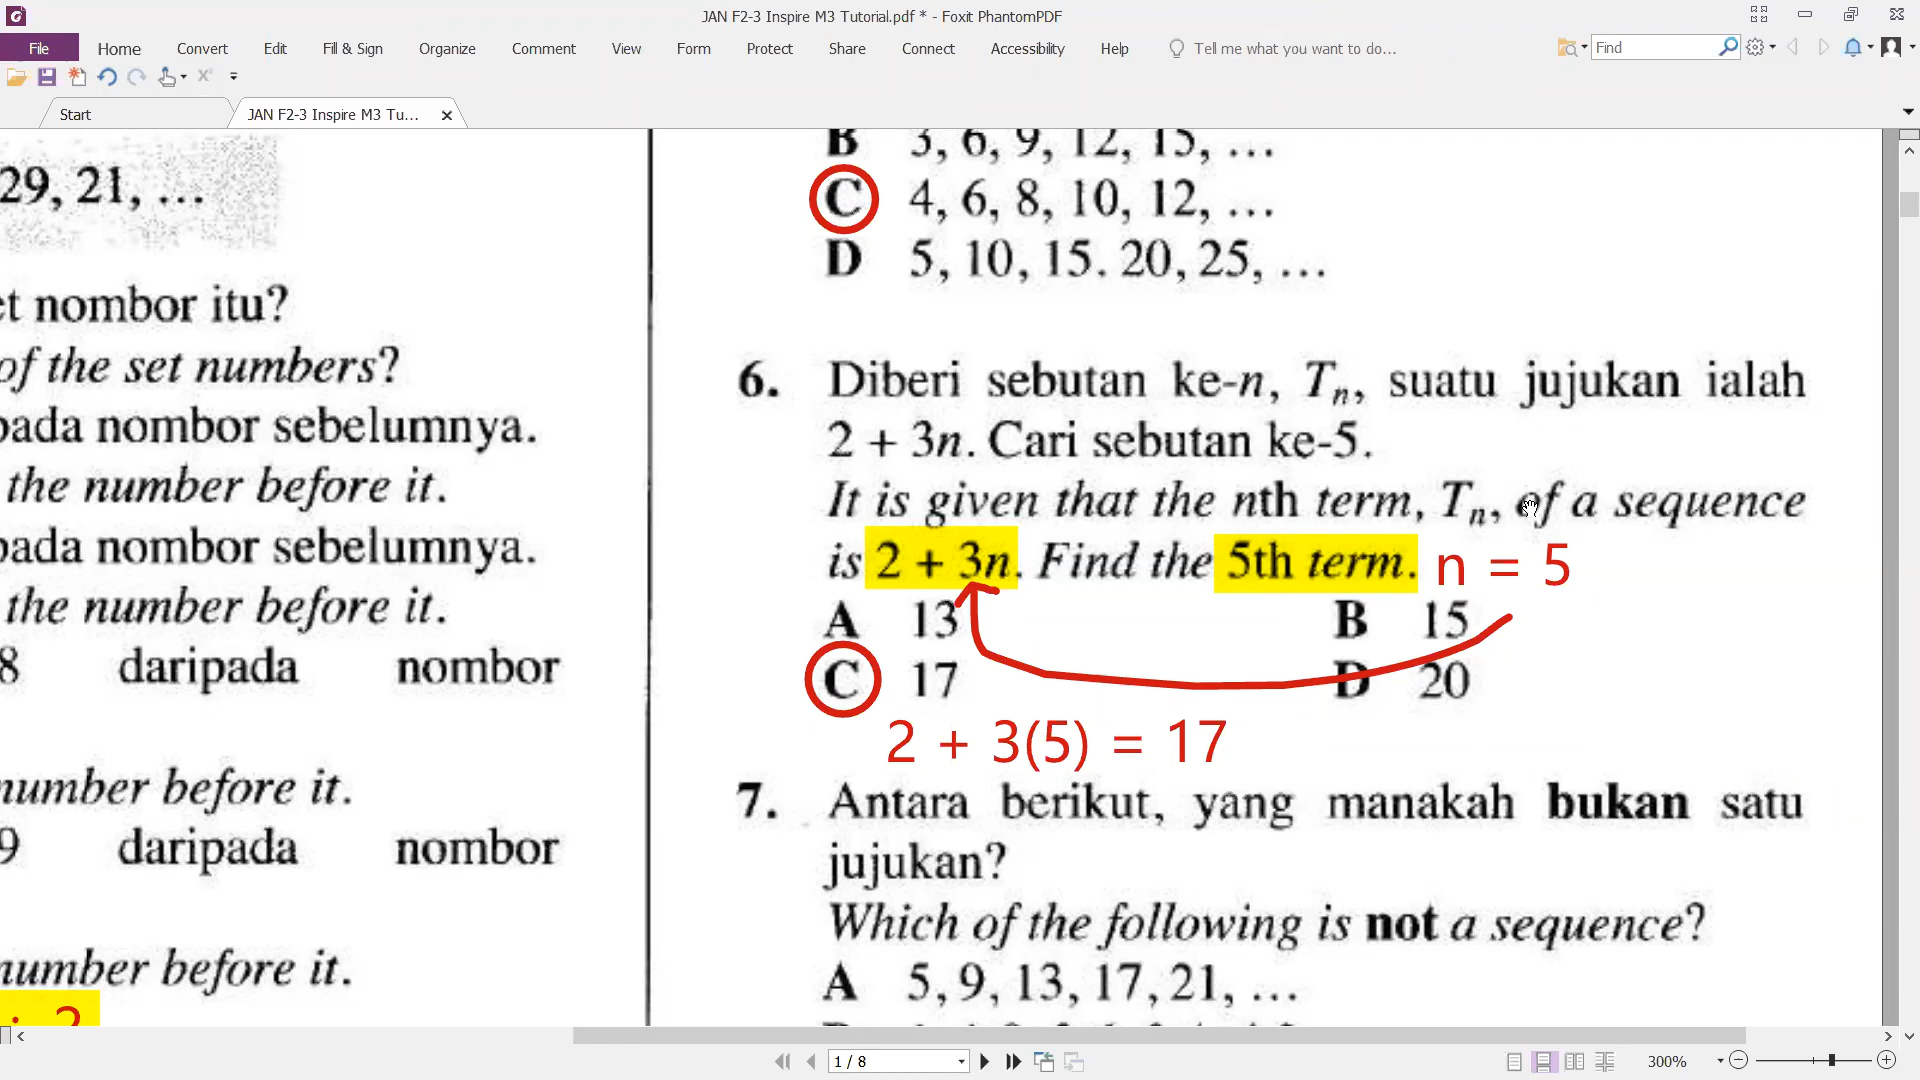 JAN F2-3 Inspire M3 Tutorial.pdf * - Foxit PhantomPDF
File Home Convert Edit Fill & Sign Organize Comment View Form Protect Share Connect Accessibility Help Tell me what you want to do... Find
Start JAN F2-3 Inspire M3 Tu...
29, 21, ...
et nombor itu?
of the set numbers?
pada nombor sebelumnya.
the number before it.
pada nombor sebelumnya.
the number before it.
8 daripada nombor
number before it.
9 daripada nombor
number before it.
B 3, 6, 9, 12, 15, ...
C 4, 6, 8, 10, 12, ...
D 5, 10, 15. 20, 25, ...
6. Diberi sebutan ke-n, Tn, suatu jujukan ialah
2 + 3n. Cari sebutan ke-5.
It is given that the nth term, Tn, of a sequence
is 2 + 3n. Find the 5th term. n = 5
A 13 B 15
C 17 D 20
2 + 3(5) = 17
7. Antara berikut, yang manakah bukan satu
jujukan?
Which of the following is not a sequence?
A 5, 9, 13, 17, 21, ...
1 / 8
300%